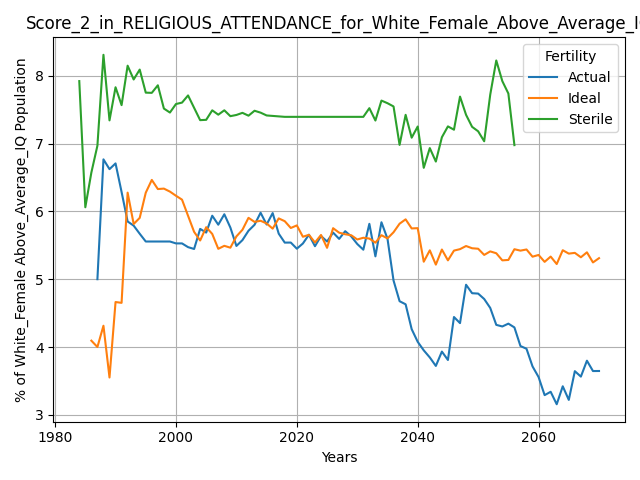 Score_2_in_RELIGIOUS_ATTENDANCE_for_White_Female_Above_Average_I
% of White_Female Above_Average_IQ Population
Fertility
Actual
Ideal
Sterile
8
7
6
5
4
3
1980
2000
2020
2040
2060
Years